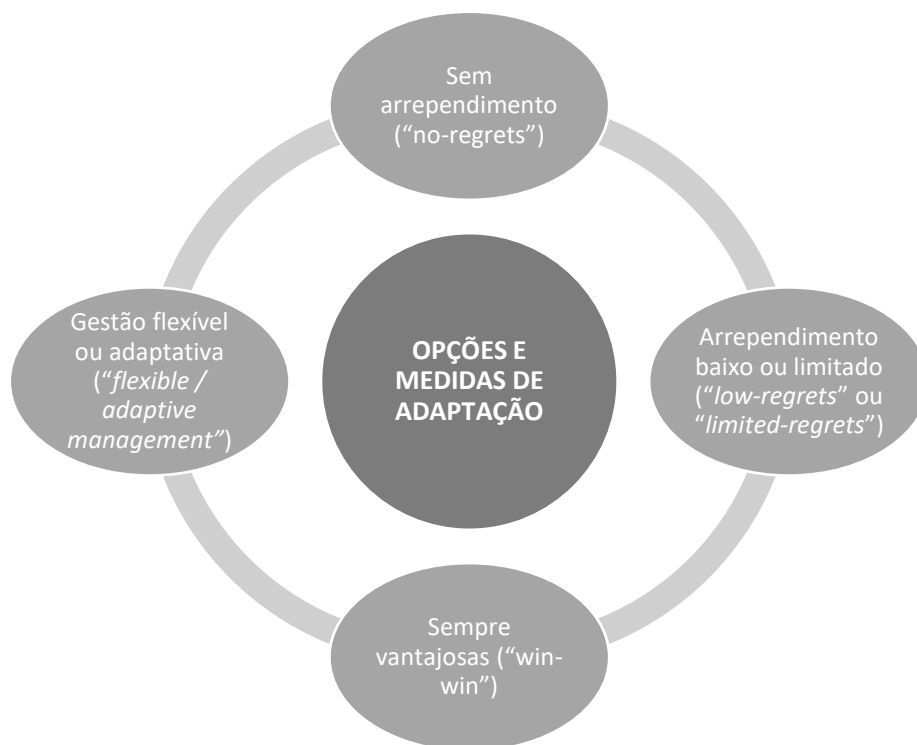 Sem
arrependimento
(“no-regrets”)
Gestão flexível
ou adaptativa
(“flexible /
adaptive
management”)
OPÇÕES E
MEDIDAS DE
ADAPTAÇÃO
Arrependimento
baixo ou limitado
(“low-regrets” ou
“limited-regrets”)
Sempre
vantajosas (“win-
win”)